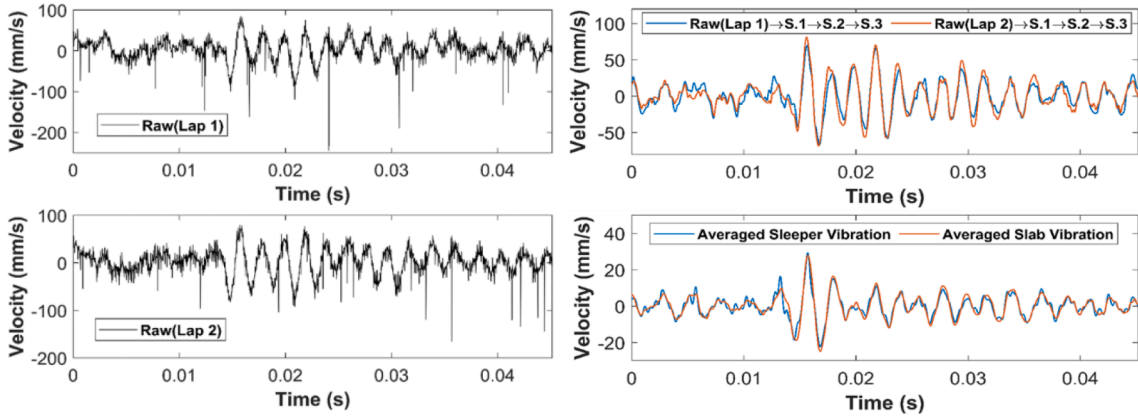 100
0
-100
-200
Velocity (mm/s)
Raw(Lap 1)
0 0.01 0.02 0.03 0.04
Time (s)
100
50
0
-50
Velocity (mm/s)
Raw(Lap 1)→S.1→S.2→S.3 Raw(Lap 2)→S.1→S.2→S.3
0 0.01 0.02 0.03 0.04
Time (s)
100
0
-100
-200
Velocity (mm/s)
Raw(Lap 2)
0 0.01 0.02 0.03 0.04
Time (s)
40
20
0
-20
Velocity (mm/s)
Averaged Sleeper Vibration Averaged Slab Vibration
0 0.01 0.02 0.03 0.04
Time (s)